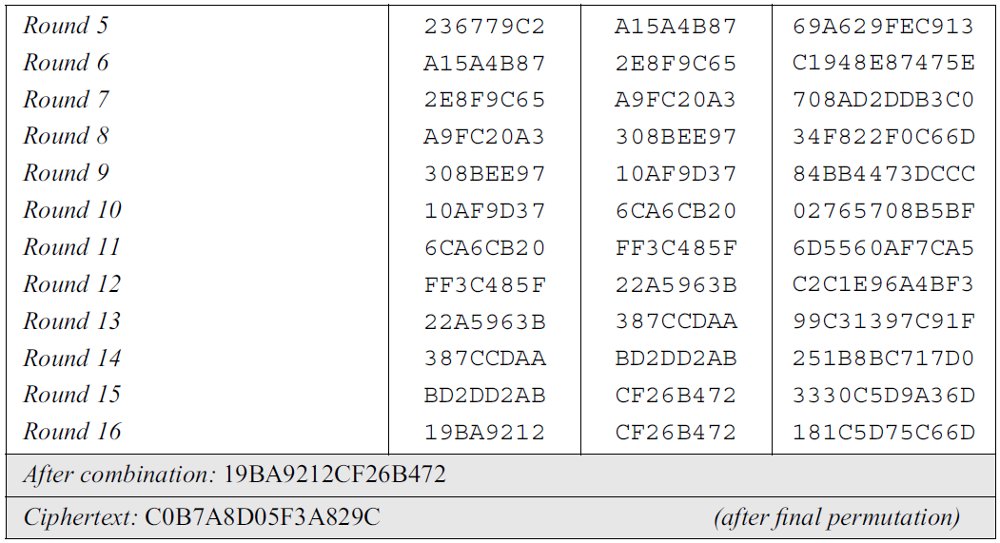 Round 5 236779C2 A15A4B87 69A629FEC913
Round 6 A15A4B87 2E8F9C65 C1948E87475E
Round 7 2E8F9C65 A9FC20A3 708AD2DDB3C0
Round 8 A9FC20A3 308BEE97 34F822F0C66D
Round 9 308BEE97 10AF9D37 84BB4473DCCC
Round 10 10AF9D37 6CA6CB20 02765708B5BF
Round 11 6CA6CB20 FF3C485F 6D5560AF7CA5
Round 12 FF3C485F 22A5963B C2C1E96A4BF3
Round 13 22A5963B 387CCDAA 99C31397C91F
Round 14 387CCDAA BD2DD2AB 251B8BC717D0
Round 15 BD2DD2AB CF26B472 3330C5D9A36D
Round 16 19BA9212 CF26B472 181C5D75C66D
After combination: 19BA9212CF26B472
Ciphertext: C0B7A8D05F3A829C (after final permutation)